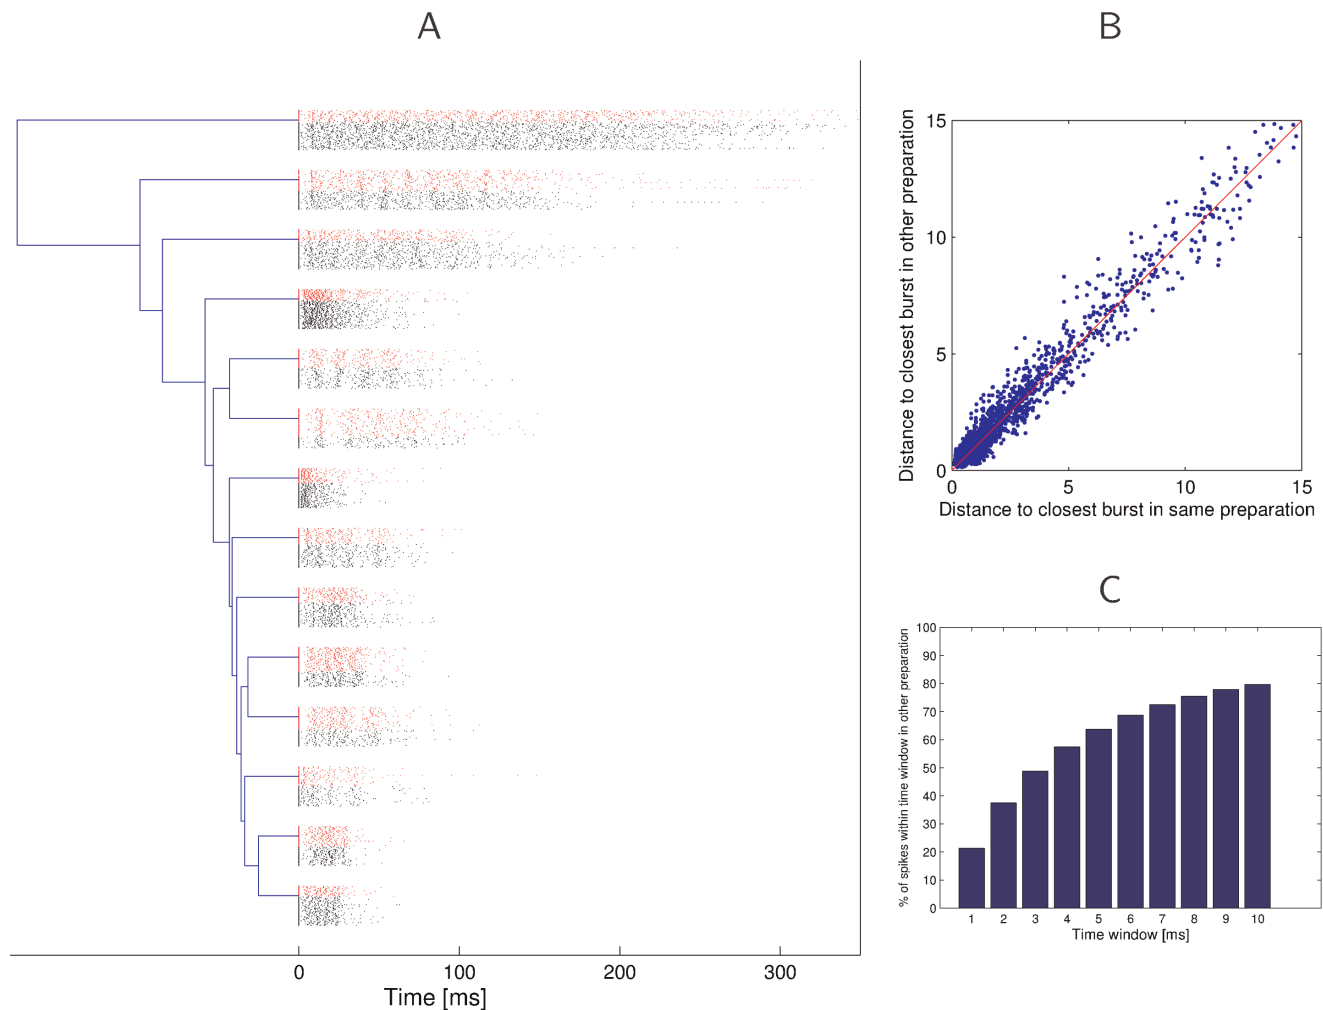 A
0 100 200 300
Time [ms]
B
Distance to closest burst in other preparation
15
10
5
0
0 5 10 15
Distance to closest burst in same preparation
C
% of spikes within time window in other preparation
100
90
80
70
60
50
40
30
20
10
0
1 2 3 4 5 6 7 8 9 10
Time window [ms]